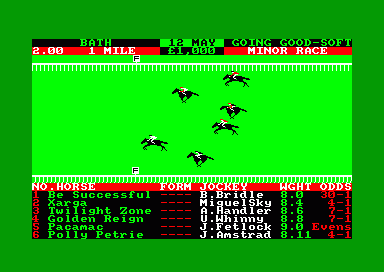 BATH 12 MAY GOING GOOD-SOFT
2.00 1 MILE £1,000 MINOR RACE
F
F
NO.HORSE FORM JOCKEY WGHT ODDS
1 Be Successful ---- B.Bridle 8.0 30-1
2 Xarga ---- MiguelSky 8.4 4-1
3 Twilight Zone ---- A.Handler 8.6 7-1
4 Golden Reign ---- U.Whinny 8.8 7-1
5 Pacamac ---- J.Fetlock 9.0 Evens
6 Polly Petrie ---- J.Amstrad 8.11 4-1